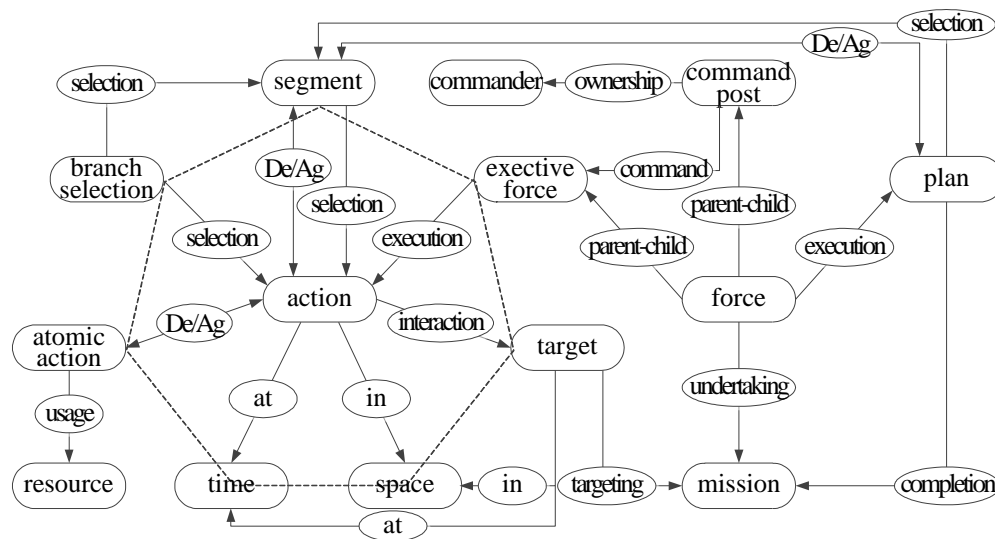 selection
De/Ag
selection
segment
commander
ownership
command
post
branch
selection
De/Ag
selection
exective
force
command
plan
selection
execution
parent-child
parent-child
execution
action
force
atomic
action
De/Ag
interaction
target
at
in
undertaking
usage
resource
time
space
in
targeting
mission
completion
at